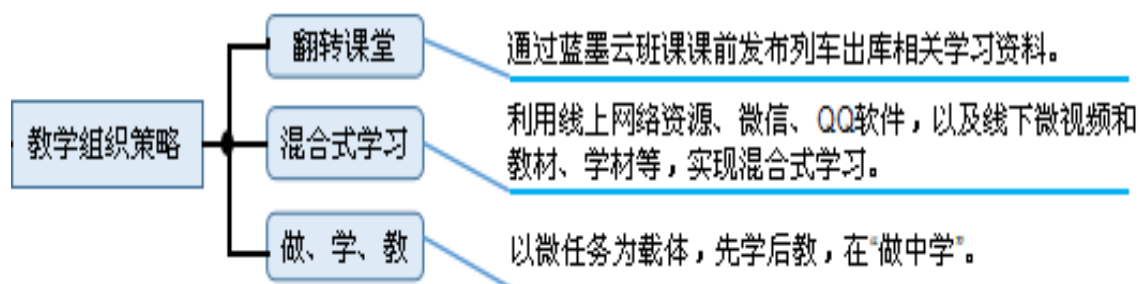 教学组织策略
翻转课堂
通过蓝墨云班课课前发布列车出库相关学习资料。
混合式学习
利用线上网络资源、微信、QQ软件，以及线下微视频和
教材、学材等，实现混合式学习。
做、学、教
以微任务为载体，先学后教，在“做中学”。